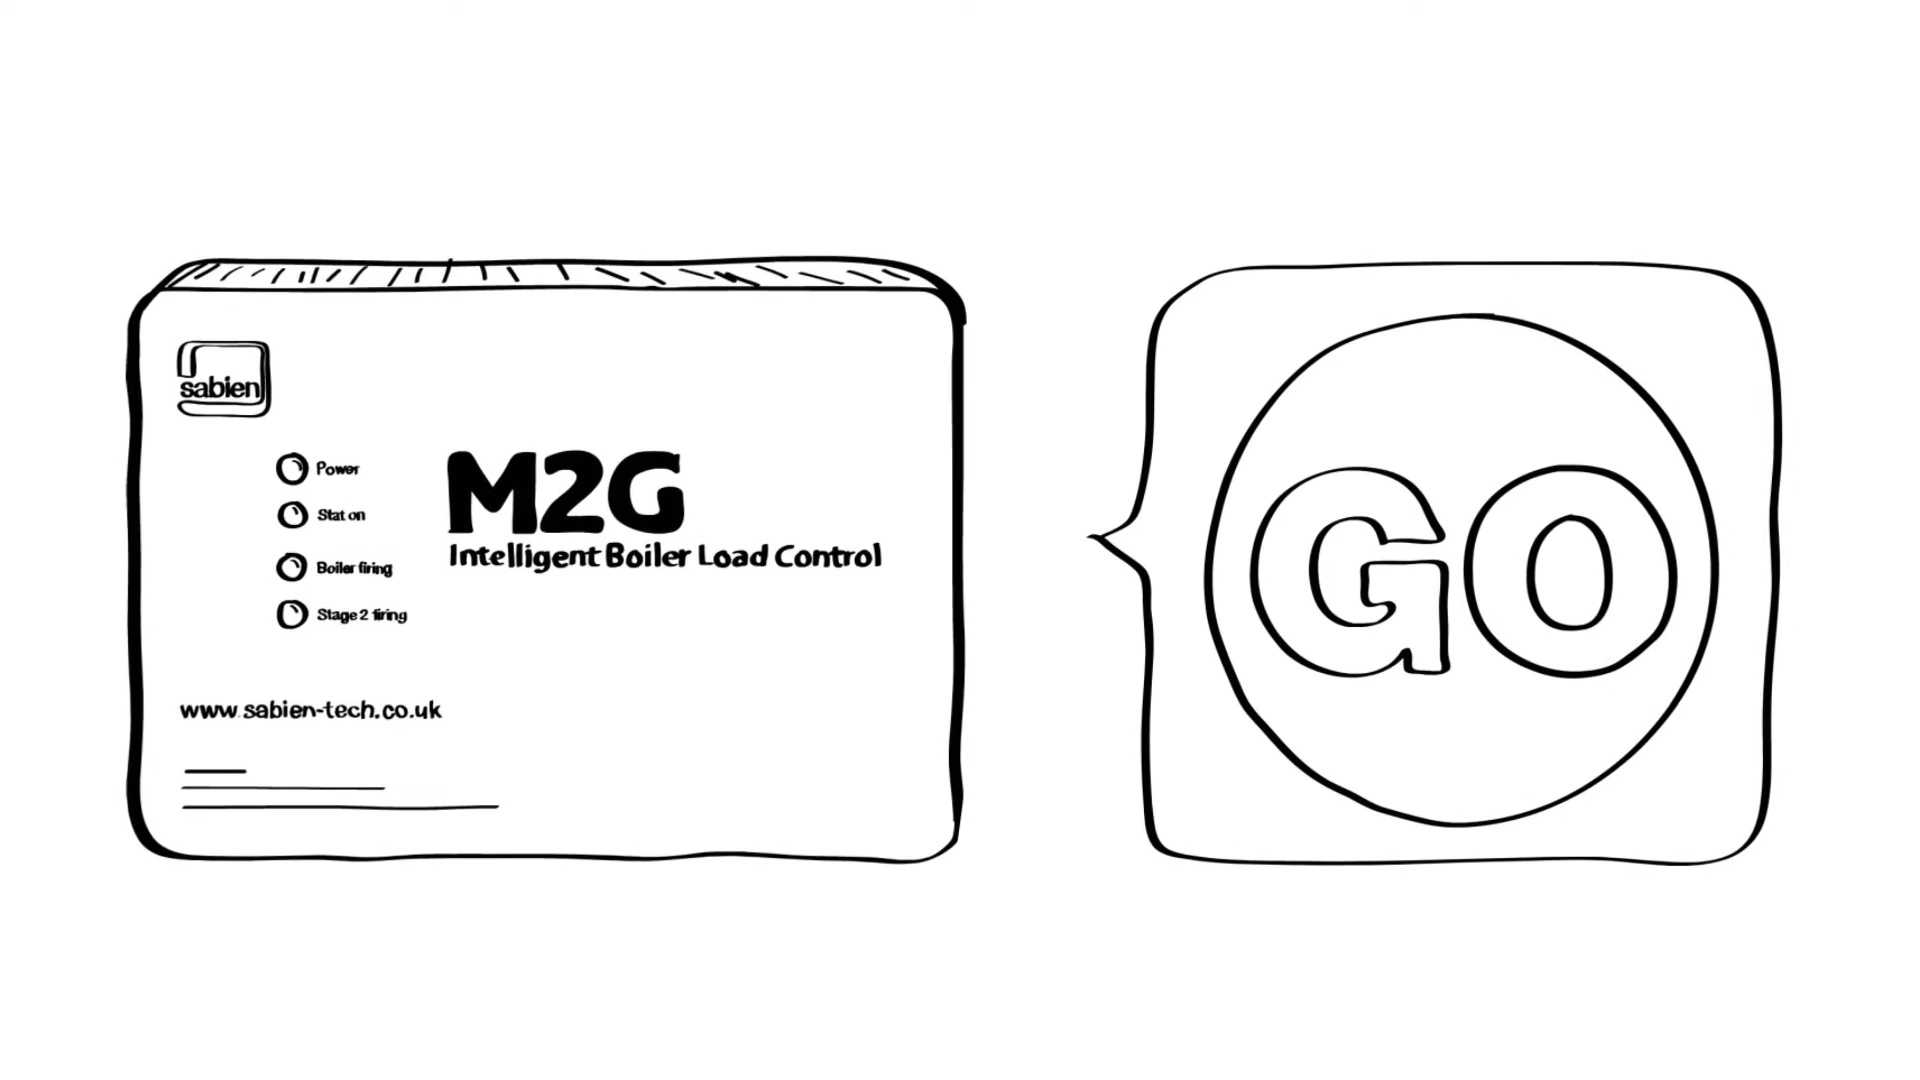 sabien
Power
Stat on
Boiler firing
Stage 2 firing
M2G
Intelligent Boiler Load Control
www.sabien-tech.co.uk
GO